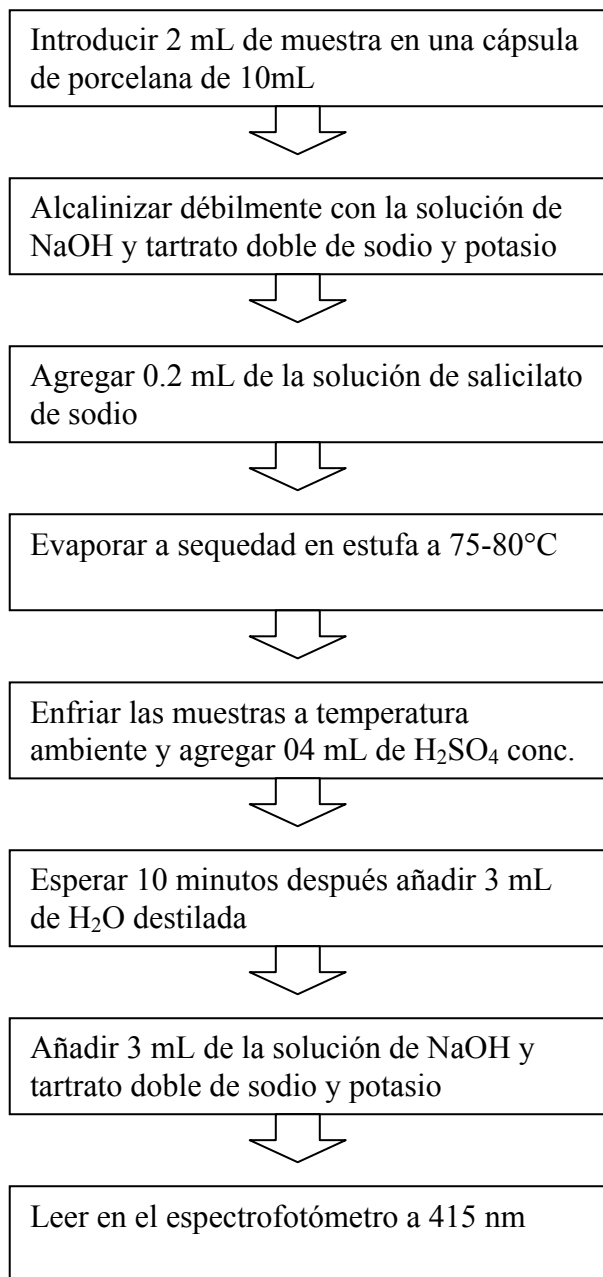 Introducir 2 mL de muestra en una cápsula
de porcelana de 10mL
Alcalinizar débilmente con la solución de
NaOH y tartrato doble de sodio y potasio
Agregar 0.2 mL de la solución de salicilato
de sodio
Evaporar a sequedad en estufa a 75-80°C
Enfriar las muestras a temperatura
ambiente y agregar 04 mL de H₂SO₄ conc.
Esperar 10 minutos después añadir 3 mL
de H₂O destilada
Añadir 3 mL de la solución de NaOH y
tartrato doble de sodio y potasio
Leer en el espectrofotómetro a 415 nm